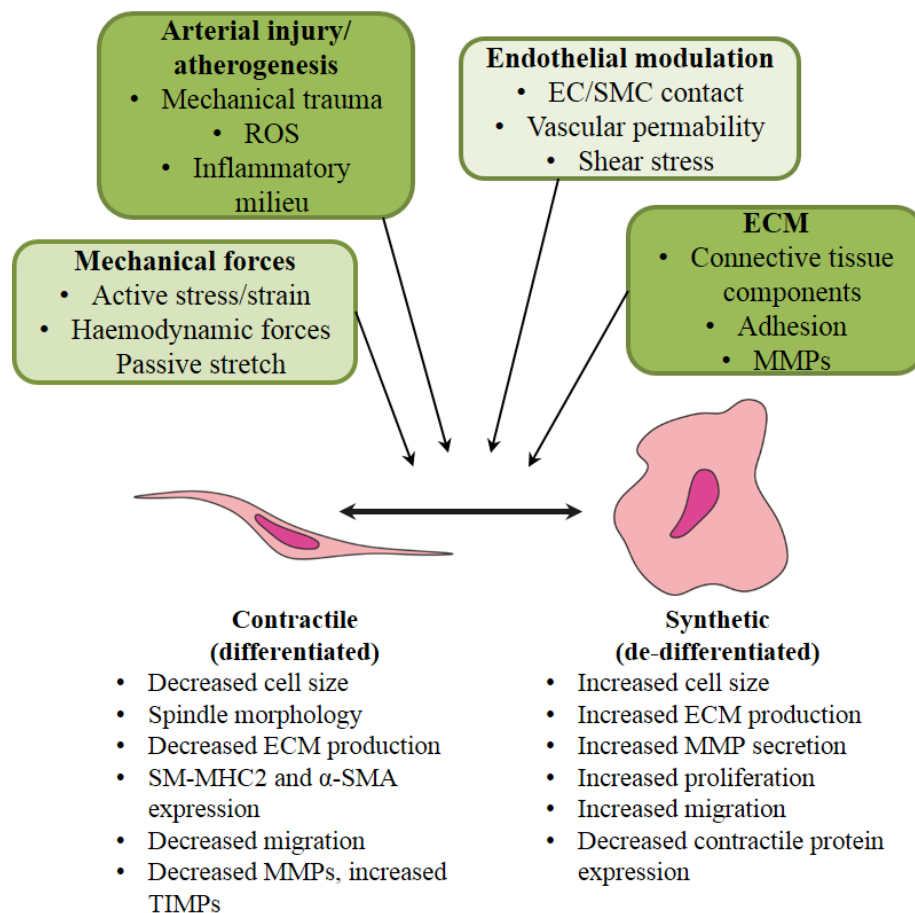 Arterial injury/
atherogenesis
• Mechanical trauma
• ROS
• Inflammatory
milieu
Endothelial modulation
• EC/SMC contact
• Vascular permability
• Shear stress
Mechanical forces
• Active stress/strain
• Haemodynamic forces
Passive stretch
ECM
• Connective tissue
components
• Adhesion
• MMPs
Contractile
(differentiated)
• Decreased cell size
• Spindle morphology
• Decreased ECM production
• SM-MHC2 and α-SMA
expression
• Decreased migration
• Decreased MMPs, increased
TIMPs
Synthetic
(de-differentiated)
• Increased cell size
• Increased ECM production
• Increased MMP secretion
• Increased proliferation
• Increased migration
• Decreased contractile protein
expression